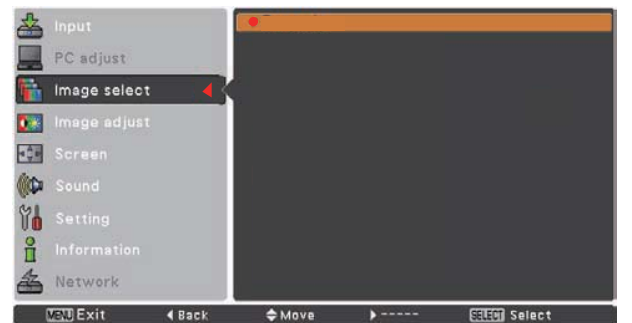 Input
PC adjust
Image select
Image adjust
Screen
Sound
Setting
Information
Network
MENU Exit Back Move ----- SELECT Select